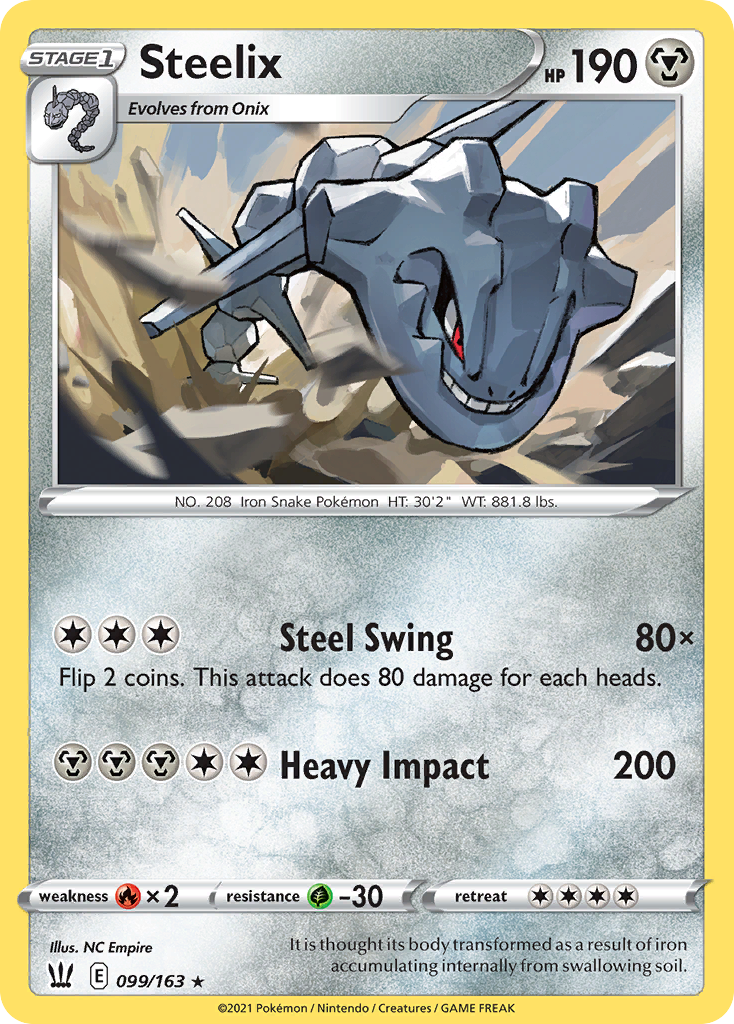 STAGE1
Steelix
HP 190
Evolves from Onix
NO. 208 Iron Snake Pokémon HT: 30'2" WT: 881.8 lbs.
Steel Swing 80×
Flip 2 coins. This attack does 80 damage for each heads.
Heavy Impact 200
weakness ×2 resistance -30 retreat
Illus. NC Empire
It is thought its body transformed as a result of iron
accumulating internally from swallowing soil.
E 099/163 ★
©2021 Pokémon / Nintendo / Creatures / GAME FREAK